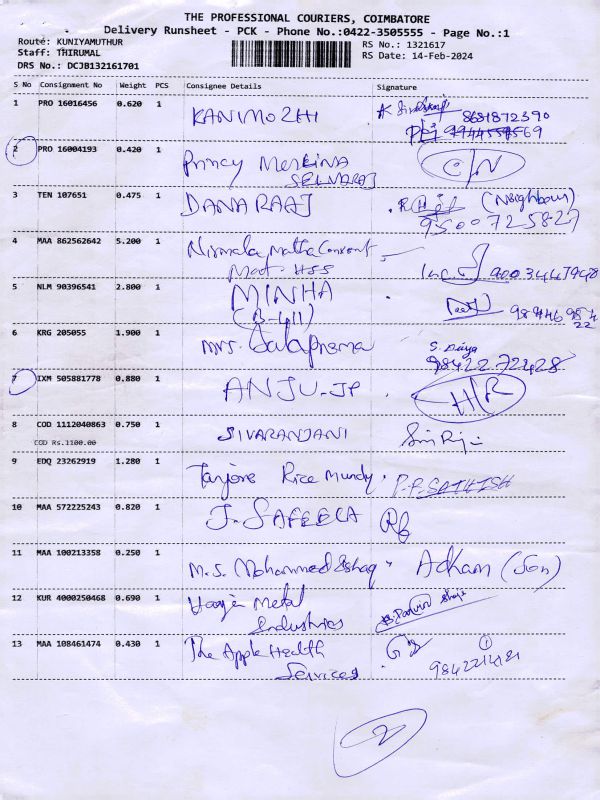 THE PROFESSIONAL COURIERS, COIMBATORE
Delivery Runsheet - PCK - Phone No.:0422-3505555 - Page No.:1
Route: KUNIYAMUTHUR
RS No.: 1321617
Staff: THIRUMAL
RS Date: 14-Feb-2024
DRS No.: DCJB132161701
S No Consignment No Weight PCS Consignee Details Signature
1 PRO 16016456 0.620 1 KANIMOZHI 8681872390
2 PRO 16004193 0.420 1 Princy Merlina C/N
SELVARAJ
3 TEN 107651 0.475 1 DANARAAJ (Neighbour)
9500725827
4 MAA 862562642 5.200 1 Nirmala Matha Convent
Mat. HSS 9003447948
5 NLM 90396541 2.800 1 MINHA
(B-411)
6 KRG 205055 1.900 1 Mrs. Balaprema S. Divya
9842272428
7 IXM 505881778 0.880 1 ANJU.JP H/R
8 COD 1112040863 0.750 1 SIVARANJANI
COD Rs.1100.00
9 EDQ 23262919 1.280 1 Tanjore Rice Mundy. P.P. SATHISH
10 MAA 572225243 0.820 1 J. SAFEELA
11 MAA 100213358 0.250 1 M.S. Mohammed Ishaq Adham (Son)
12 KUR 4000250468 0.690 1 Metal
Industries
13 MAA 108461474 0.430 1 The Apple Health
Services 1
2